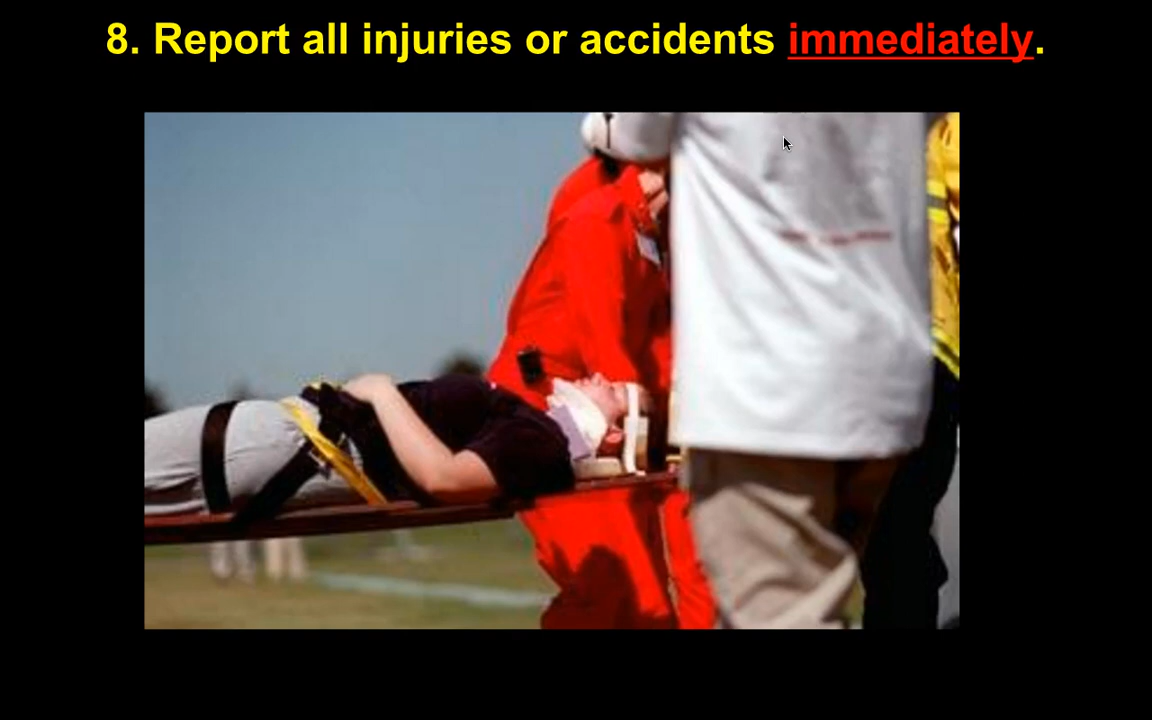 8. Report all injuries or accidents immediately.